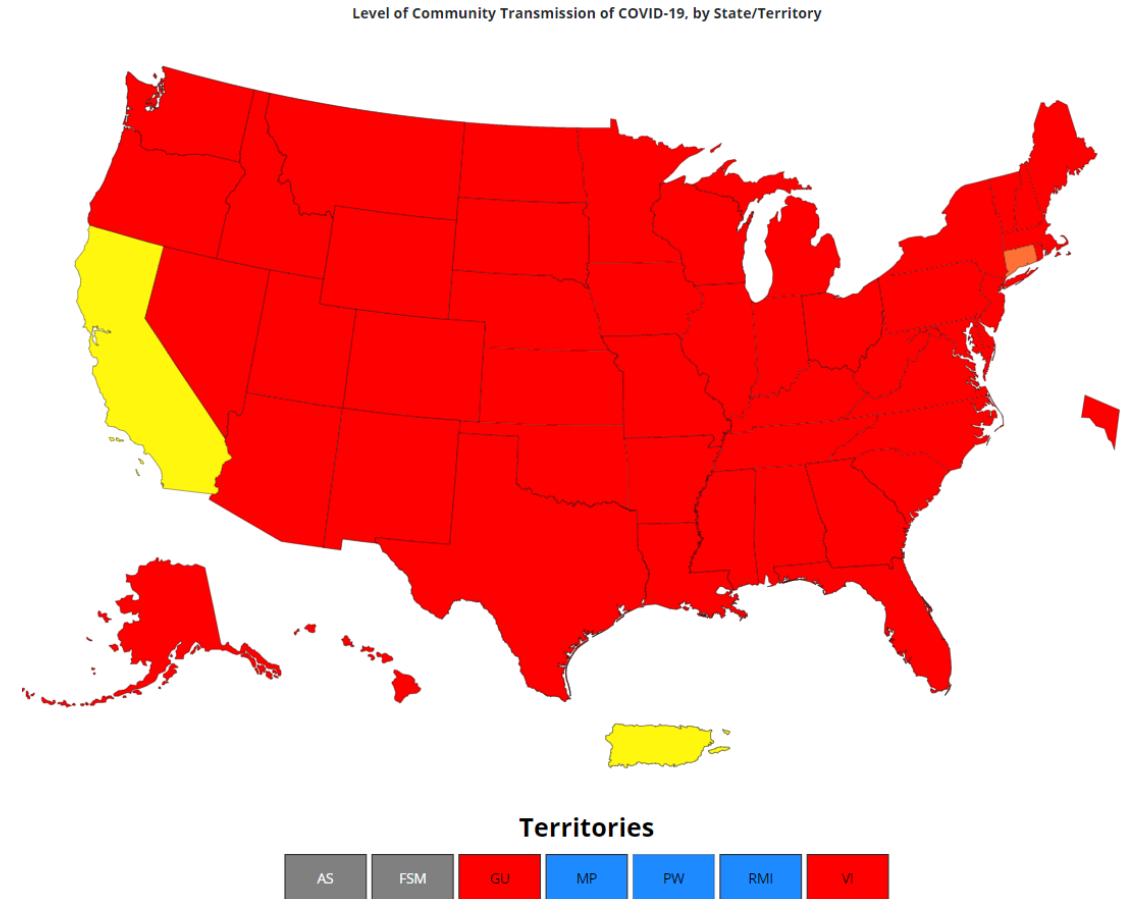 Level of Community Transmission of COVID-19, by State/Territory
Territories
AS FSM GU MP PW RMI VI